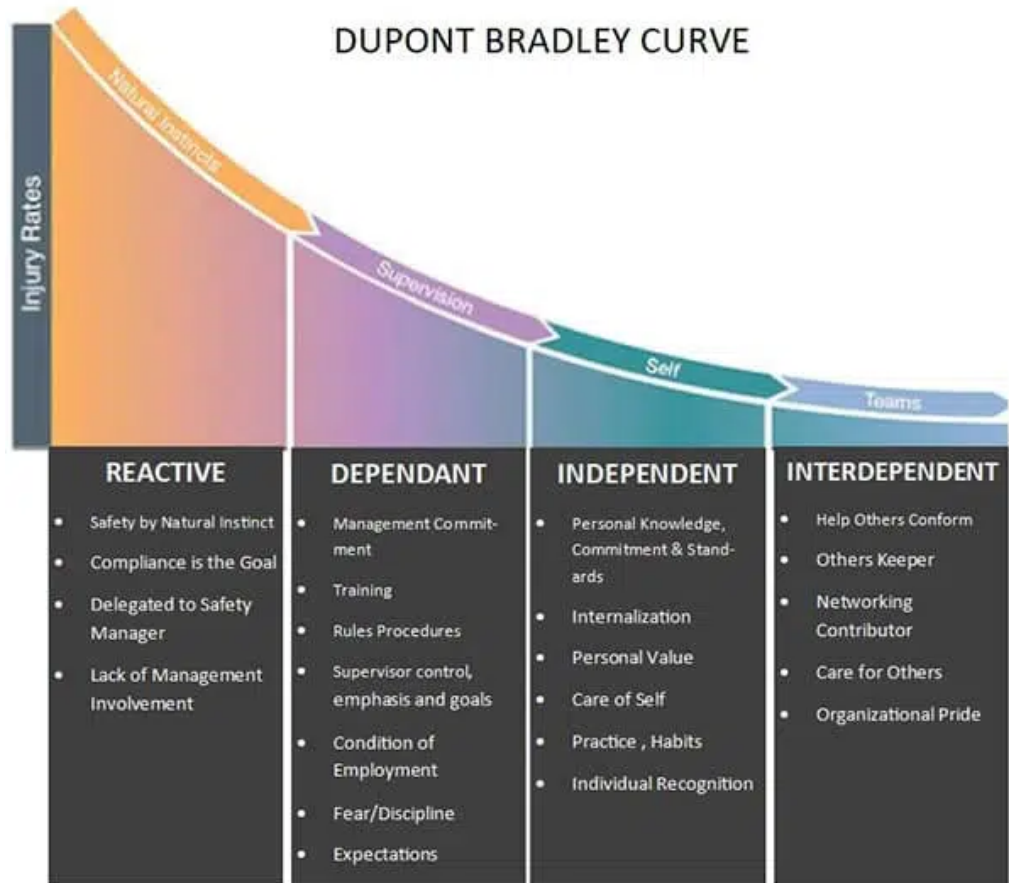 DUPONT BRADLEY CURVE
Injury Rates
Natural Instincts
Supervision
Self
Teams
REACTIVE
• Safety by Natural Instinct
• Compliance is the Goal
• Delegated to Safety
Manager
• Lack of Management
Involvement
DEPENDANT
• Management Commit-
ment
• Training
• Rules Procedures
• Supervisor control,
emphasis and goals
• Condition of
Employment
• Fear/Discipline
• Expectations
INDEPENDENT
• Personal Knowledge,
Commitment & Stand-
ards
• Internalization
• Personal Value
• Care of Self
• Practice , Habits
• Individual Recognition
INTERDEPENDENT
• Help Others Conform
• Others Keeper
• Networking
Contributor
• Care for Others
• Organizational Pride